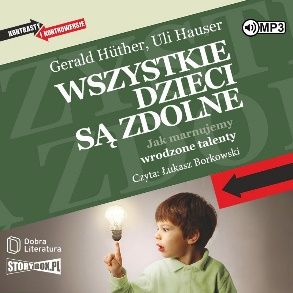 KONTRASTY
I
KONTROWERSJE
MP3
Gerald Hüther, Uli Hauser
WSZYSTKIE
DZIECI
SĄ ZDOLNE
Jak marnujemy
wrodzone talenty
Czyta: Łukasz Borkowski
Dobra
Literatura
STORYBOX.PL